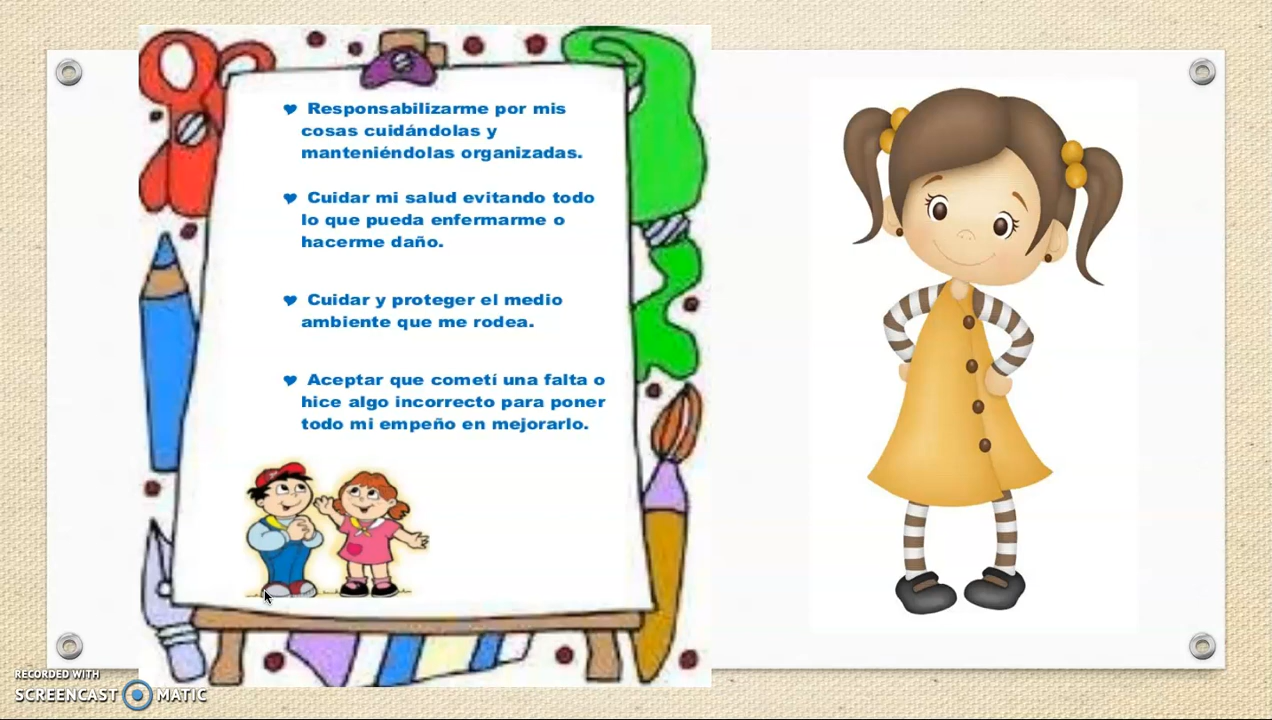 Responsabilizarme por mis
cosas cuidándolas y
manteniéndolas organizadas.
Cuidar mi salud evitando todo
lo que pueda enfermarme o
hacerme daño.
Cuidar y proteger el medio
ambiente que me rodea.
Aceptar que cometí una falta o
hice algo incorrecto para poner
todo mi empeño en mejorarlo.
RECORDED WITH
SCREENCAST MATIC